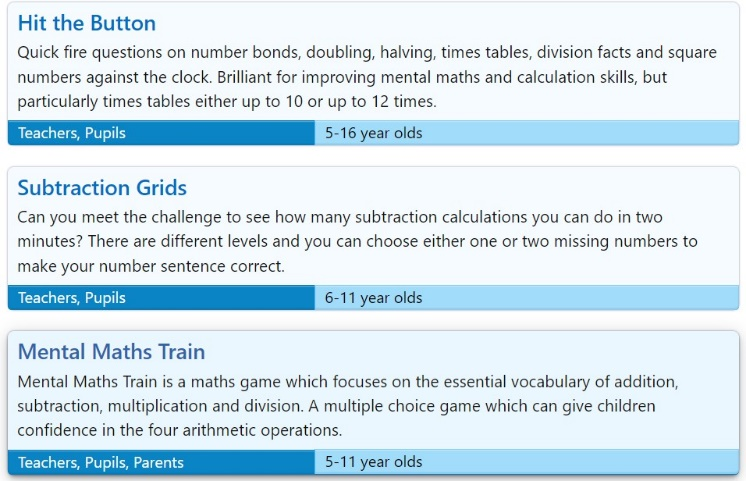 Hit the Button
Quick fire questions on number bonds, doubling, halving, times tables, division facts and square
numbers against the clock. Brilliant for improving mental maths and calculation skills, but
particularly times tables either up to 10 or up to 12 times.
Teachers, Pupils 5-16 year olds
Subtraction Grids
Can you meet the challenge to see how many subtraction calculations you can do in two
minutes? There are different levels and you can choose either one or two missing numbers to
make your number sentence correct.
Teachers, Pupils 6-11 year olds
Mental Maths Train
Mental Maths Train is a maths game which focuses on the essential vocabulary of addition,
subtraction, multiplication and division. A multiple choice game which can give children
confidence in the four arithmetic operations.
Teachers, Pupils, Parents 5-11 year olds